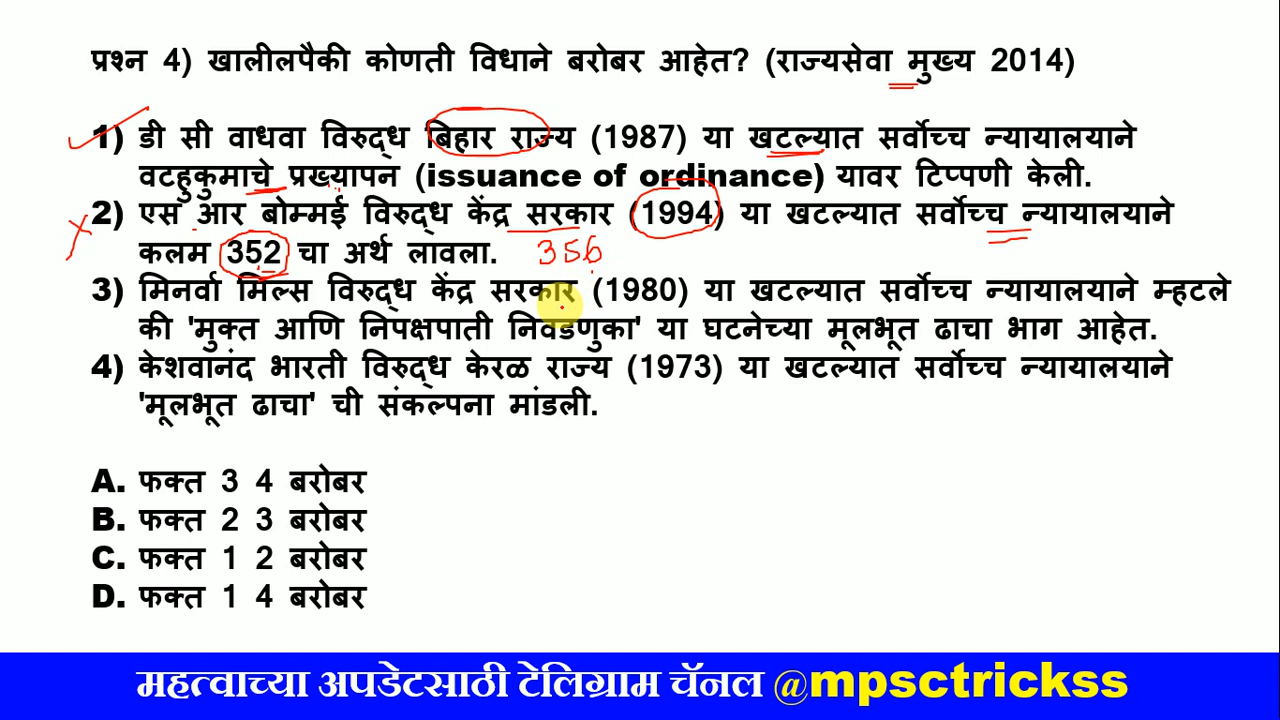 प्रश्न 4) खालीलपैकी कोणती विधाने बरोबर आहेत? (राज्यसेवा मुख्य 2014)
1) डी सी वाधवा विरुद्ध बिहार राज्य (1987) या खटल्यात सर्वोच्च न्यायालयाने
वटहुकुमाचे प्रख्यापन (issuance of ordinance) यावर टिप्पणी केली.
2) एस आर बोम्मई विरुद्ध केंद्र सरकार (1994) या खटल्यात सर्वोच्च न्यायालयाने
कलम 352 चा अर्थ लावला. 356
3) मिनर्वा मिल्स विरुद्ध केंद्र सरकार (1980) या खटल्यात सर्वोच्च न्यायालयाने म्हटले
की 'मुक्त आणि निपक्षपाती निवडणुका' या घटनेच्या मूलभूत ढाचा भाग आहेत.
4) केशवानंद भारती विरुद्ध केरळ राज्य (1973) या खटल्यात सर्वोच्च न्यायालयाने
'मूलभूत ढाचा' ची संकल्पना मांडली.
A. फक्त 3 4 बरोबर
B. फक्त 2 3 बरोबर
C. फक्त 1 2 बरोबर
D. फक्त 1 4 बरोबर
महत्वाच्या अपडेटसाठी टेलिग्राम चॅनल @mpsctrickss